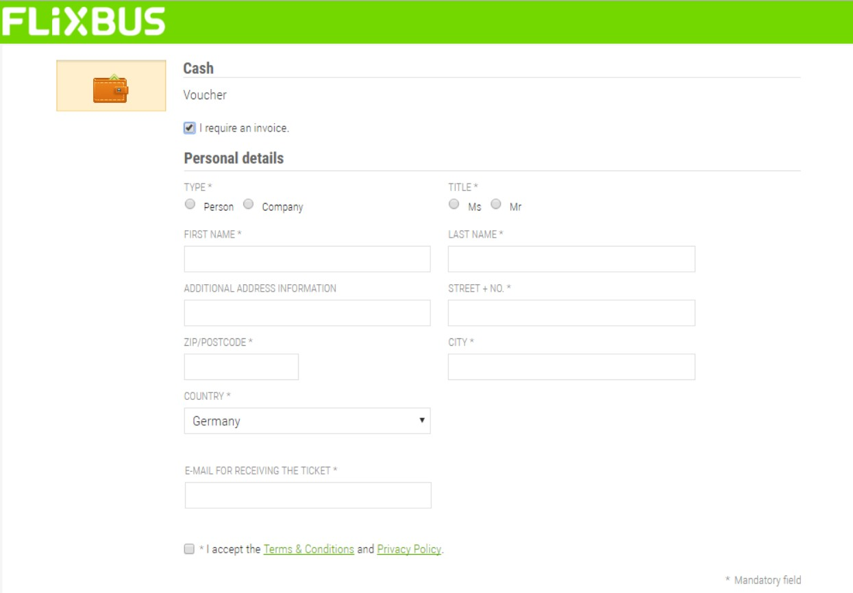 FLiXBUS
Cash
Voucher
I require an invoice.
Personal details
TYPE * TITLE *
Person Company Ms Mr
FIRST NAME * LAST NAME *
ADDITIONAL ADDRESS INFORMATION STREET + NO. *
ZIP/POSTCODE * CITY *
COUNTRY *
Germany
E-MAIL FOR RECEIVING THE TICKET *
* I accept the Terms & Conditions and Privacy Policy.
* Mandatory field